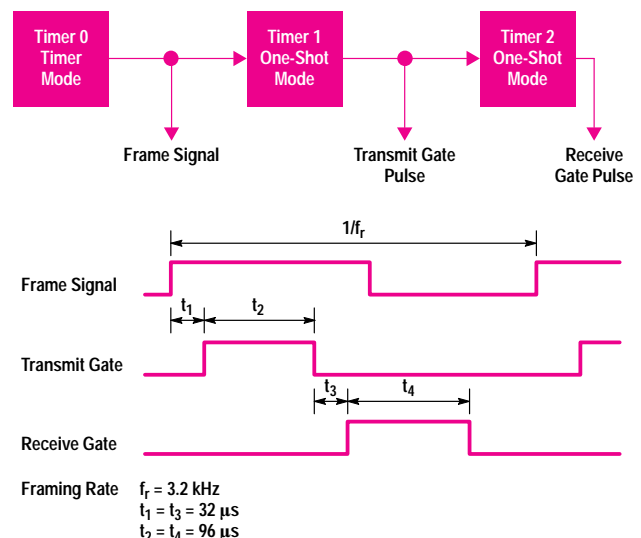 Timer 0
Timer
Mode
Timer 1
One-Shot
Mode
Timer 2
One-Shot
Mode
Frame Signal
Transmit Gate
Pulse
Receive
Gate Pulse
1/fr
Frame Signal
t1
t2
Transmit Gate
t3
t4
Receive Gate
Framing Rate fr = 3.2 kHz
t1 = t3 = 32 µs
t2 = t4 = 96 µs